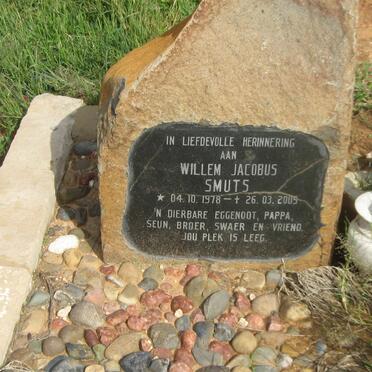 IN LIEFDEVOLLE HERINNERING
AAN
WILLEM JACOBUS
SMUTS
★ 04.10.1978 – ✝ 26.03.2005
'N DIERBARE EGGENOOT, PAPPA,
SEUN, BROER, SWAER EN VRIEND.
JOU PLEK IS LEEG.